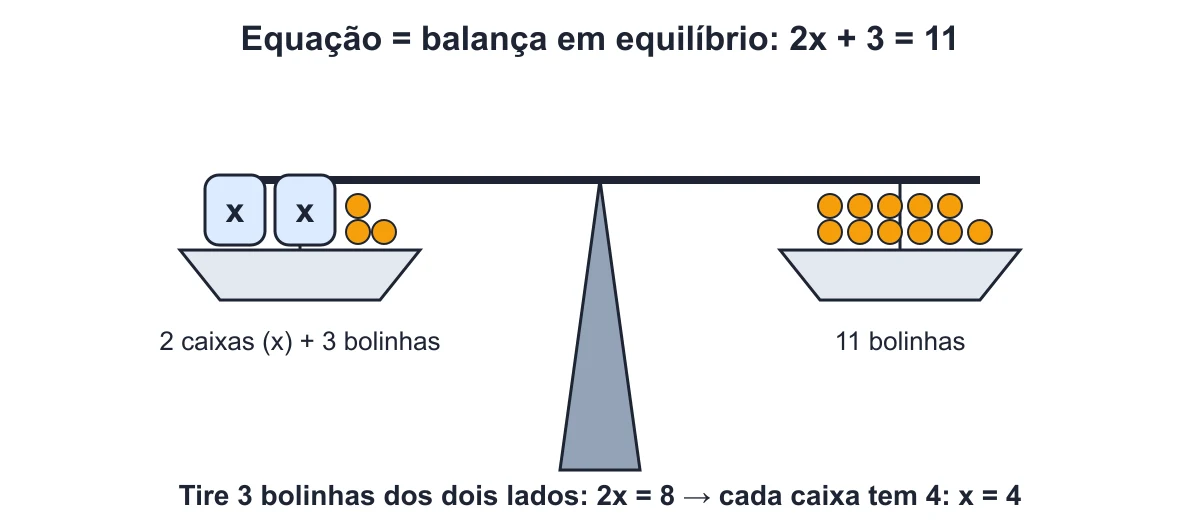 Equação = balança em equilíbrio: 2x + 3 = 11
x x
2 caixas (x) + 3 bolinhas
11 bolinhas
Tire 3 bolinhas dos dois lados: 2x = 8 → cada caixa tem 4: x = 4